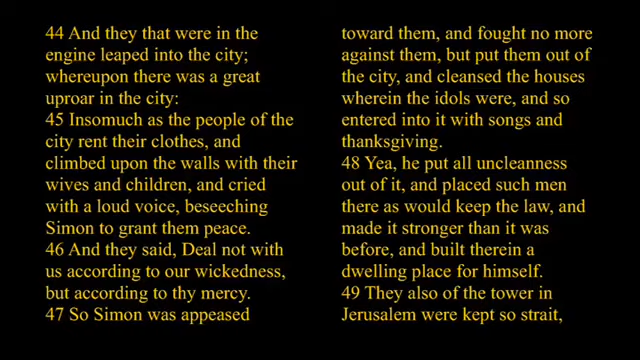 44 And they that were in the
engine leaped into the city;
whereupon there was a great
uproar in the city:
45 Insomuch as the people of the
city rent their clothes, and
climbed upon the walls with their
wives and children, and cried
with a loud voice, beseeching
Simon to grant them peace.
46 And they said, Deal not with
us according to our wickedness,
but according to thy mercy.
47 So Simon was appeased
toward them, and fought no more
against them, but put them out of
the city, and cleansed the houses
wherein the idols were, and so
entered into it with songs and
thanksgiving.
48 Yea, he put all uncleanness
out of it, and placed such men
there as would keep the law, and
made it stronger than it was
before, and built therein a
dwelling place for himself.
49 They also of the tower in
Jerusalem were kept so strait,